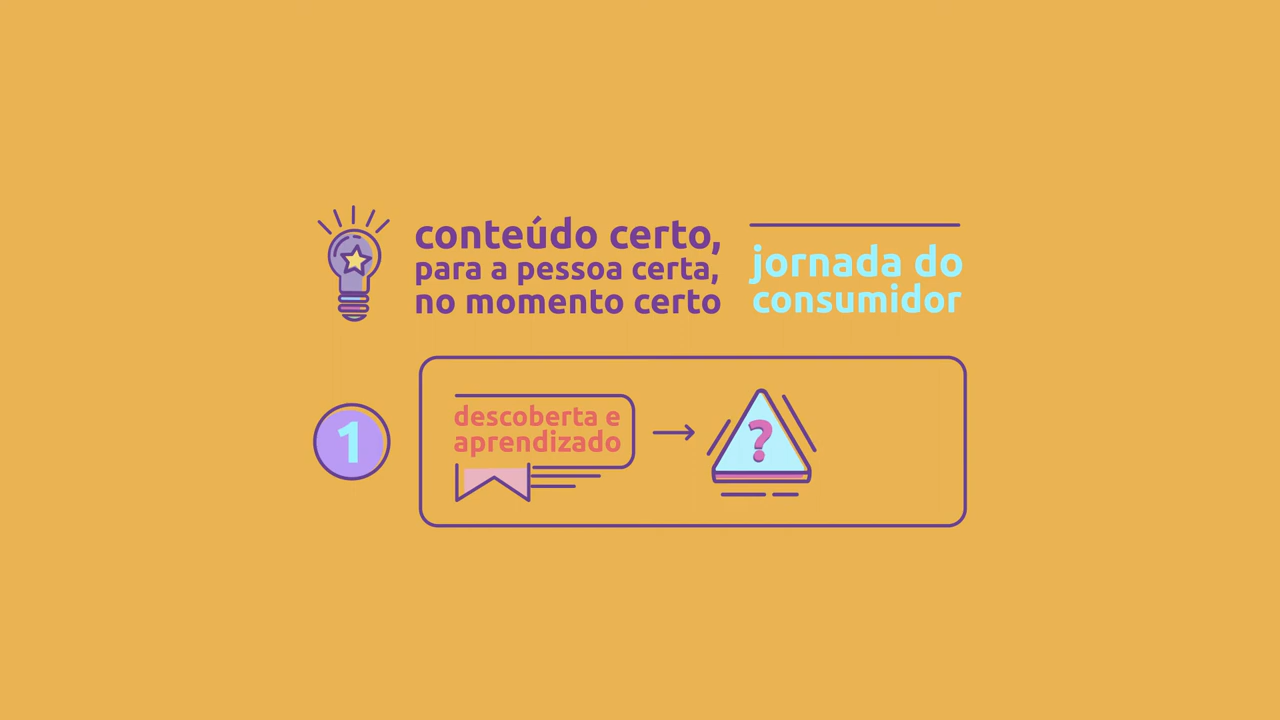 conteúdo certo,
para a pessoa certa,
no momento certo
jornada do
consumidor
1
descoberta e
aprendizado
?